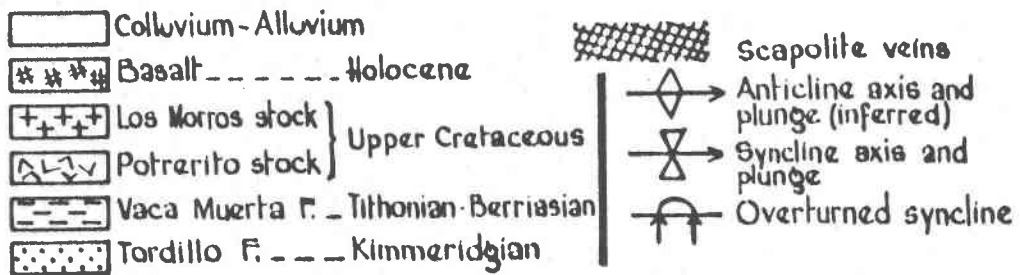 Colluvium-Alluvium
Basalt _ _ _ _ _ _ Holocene
Los Morros stock
Potrerito stock
Upper Cretaceous
Vaca Muerta F. _ Tithonian-Berriasian
Tordillo F. _ _ _ Kimmeridgian
Scapolite veins
Anticline axis and
plunge (inferred)
Syncline axis and
plunge
Overturned syncline